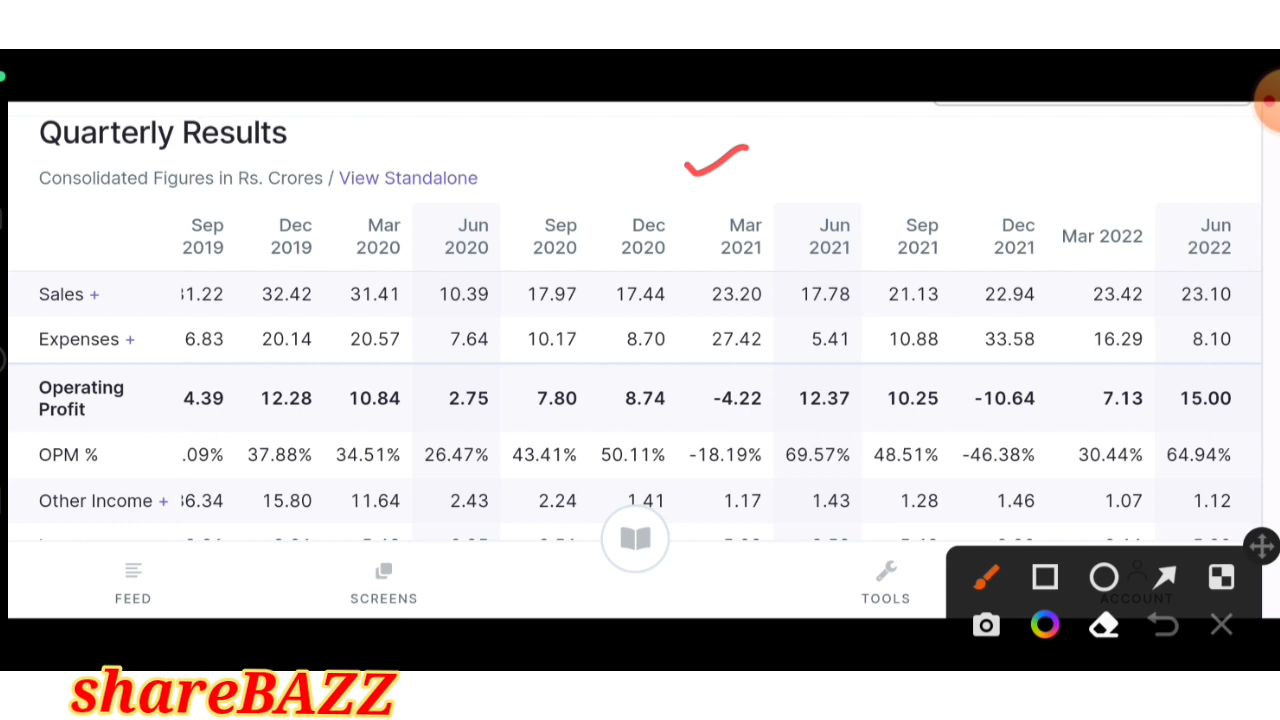 Quarterly Results
Consolidated Figures in Rs. Crores / View Standalone
Sep 2019 Dec 2019 Mar 2020 Jun 2020 Sep 2020 Dec 2020 Mar 2021 Jun 2021 Sep 2021 Dec 2021 Mar 2022 Jun 2022
Sales + 1.22 32.42 31.41 10.39 17.97 17.44 23.20 17.78 21.13 22.94 23.42 23.10
Expenses + 6.83 20.14 20.57 7.64 10.17 8.70 27.42 5.41 10.88 33.58 16.29 8.10
Operating Profit 4.39 12.28 10.84 2.75 7.80 8.74 -4.22 12.37 10.25 -10.64 7.13 15.00
OPM % .09% 37.88% 34.51% 26.47% 43.41% 50.11% -18.19% 69.57% 48.51% -46.38% 30.44% 64.94%
Other Income + 6.34 15.80 11.64 2.43 2.24 1.41 1.17 1.43 1.28 1.46 1.07 1.12
FEED SCREENS TOOLS ACCOUNT
shareBAZZ